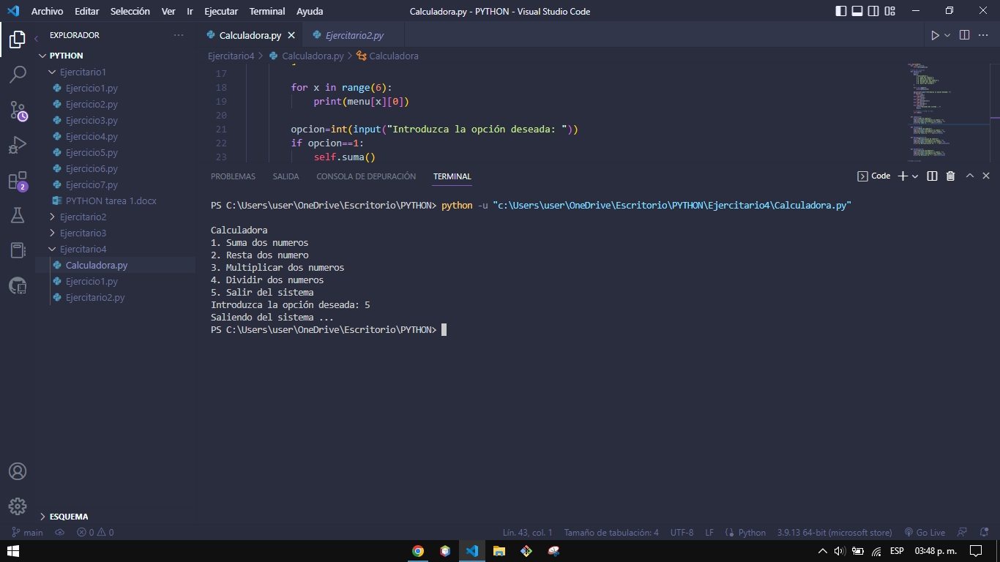 Archivo Editar Selección Ver Ir Ejecutar Terminal Ayuda Calculadora.py - PYTHON - Visual Studio Code
EXPLORADOR
PYTHON
Ejercitario1
Ejercicio1.py
Ejercicio2.py
Ejercicio3.py
Ejercicio4.py
Ejercicio5.py
Ejercicio6.py
Ejercicio7.py
PYTHON tarea 1.docx
Ejercitario2
Ejercitario3
Ejercitario4
Calculadora.py
Ejercicio1.py
Ejercitario2.py
ESQUEMA
2
Calculadora.py Ejercitario2.py
Ejercitario4 > Calculadora.py > Calculadora
17
18 for x in range(6):
19 print(menu[x][0])
20
21 opcion=int(input("Introduzca la opción deseada: "))
22 if opcion==1:
23 self.suma()
PROBLEMAS SALIDA CONSOLA DE DEPURACIÓN TERMINAL Code
PS C:\Users\user\OneDrive\Escritorio\PYTHON> python -u "c:\Users\user\OneDrive\Escritorio\PYTHON\Ejercitario4\Calculadora.py"
Calculadora
1. Suma dos numeros
2. Resta dos numero
3. Multiplicar dos numeros
4. Dividir dos numeros
5. Salir del sistema
Introduzca la opción deseada: 5
Saliendo del sistema ...
PS C:\Users\user\OneDrive\Escritorio\PYTHON>
main 0 0 Lín. 43, col. 1 Tamaño de tabulación: 4 UTF-8 LF Python 3.9.13 64-bit (microsoft store) Go Live
ESP 03:48 p. m.